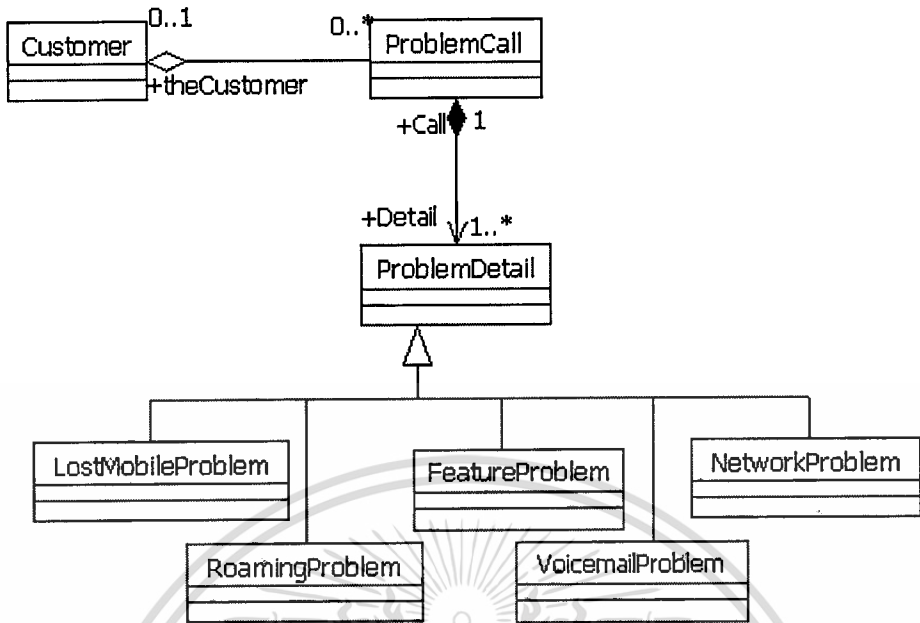 0..1
0..*
Customer
ProblemCall
+theCustomer
+Call
1
+Detail
1..*
ProblemDetail
LostMobileProblem
FeatureProblem
NetworkProblem
RoamingProblem
VoicemailProblem